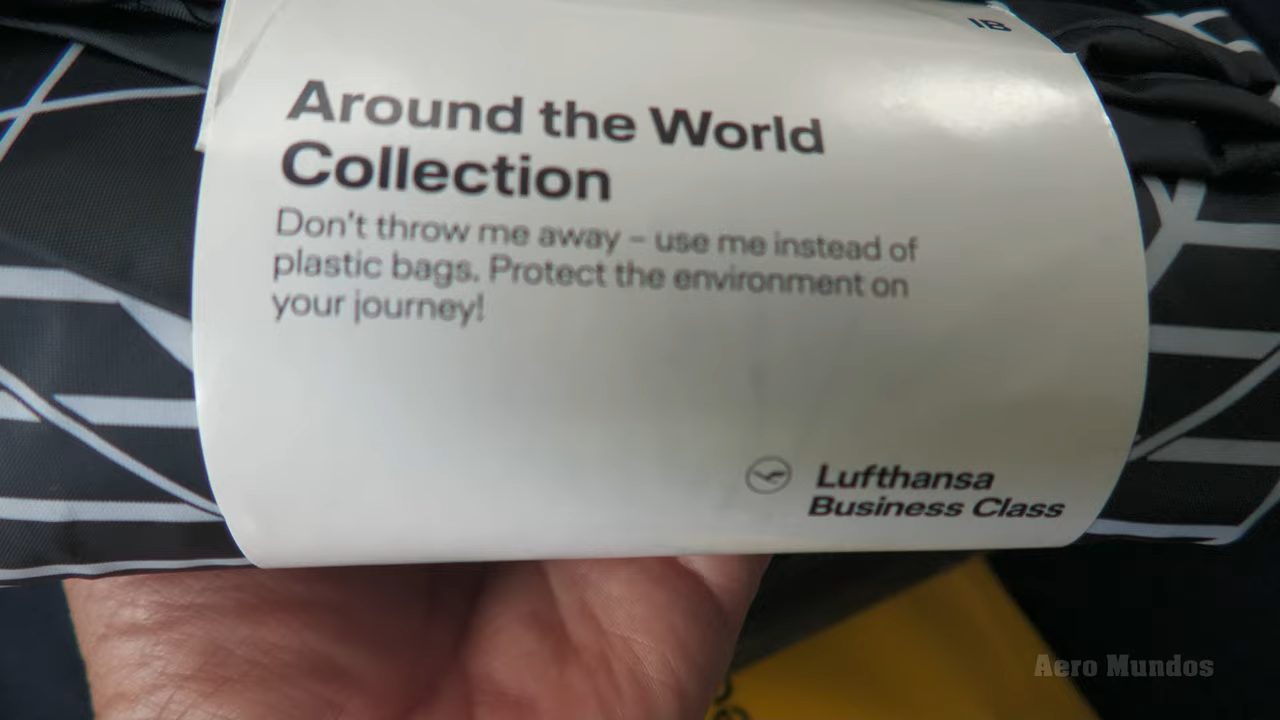 18
Around the World
Collection
Don't throw me away – use me instead of
plastic bags. Protect the environment on
your journey!
Lufthansa
Business Class
Aero Mundos